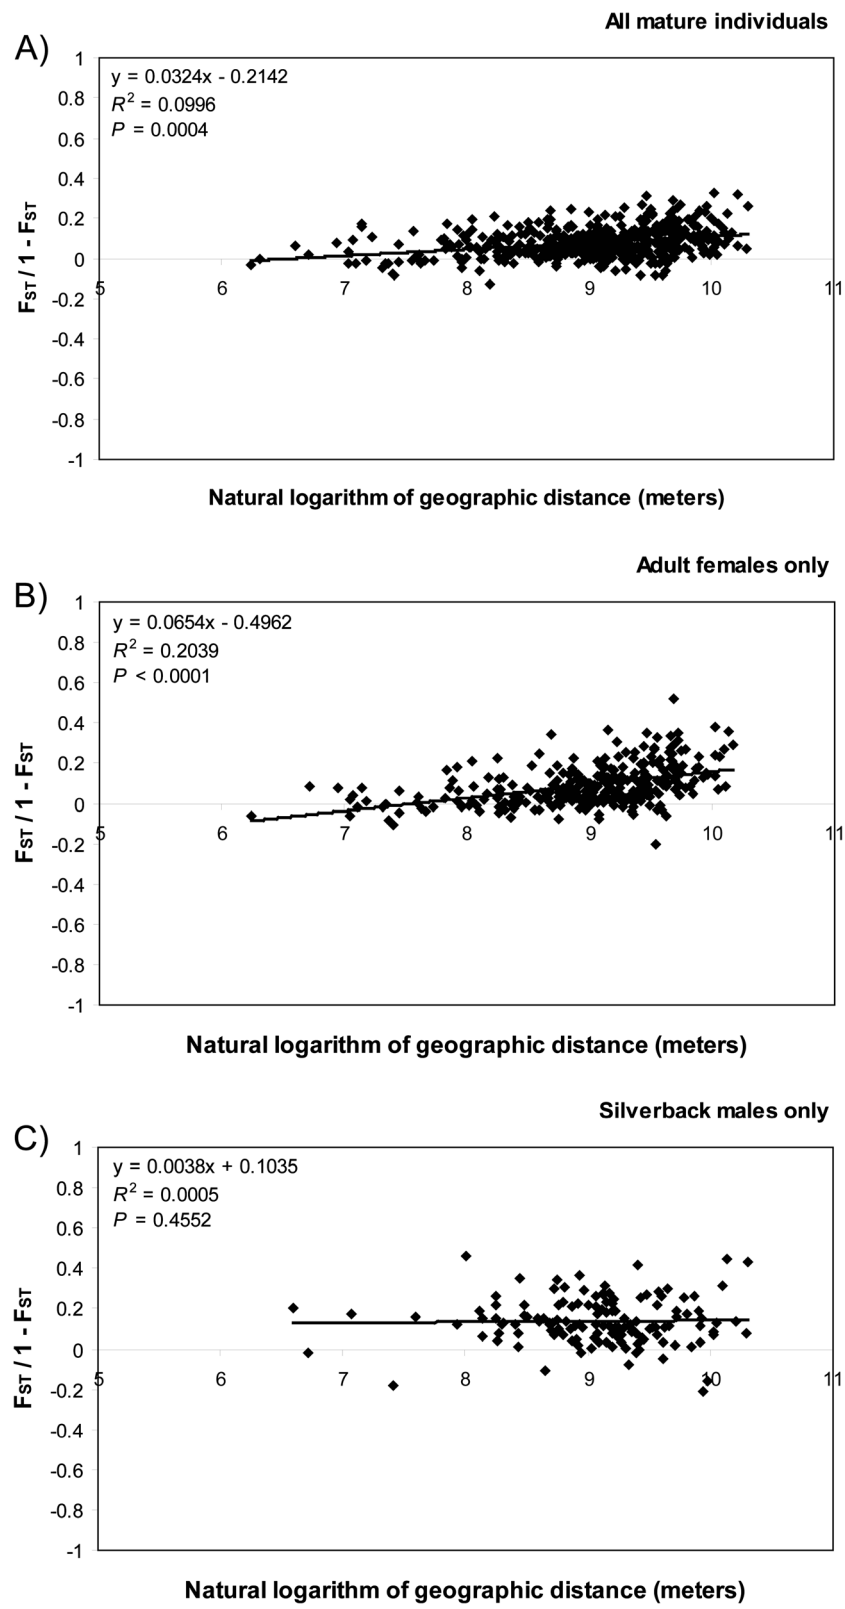 All mature individuals
A)
y = 0.0324x - 0.2142
R² = 0.0996
P = 0.0004
1
0.8
0.6
0.4
0.2
0
-0.2
-0.4
-0.6
-0.8
-1
5 6 7 8 9 10 11
FST / 1 - FST
Natural logarithm of geographic distance (meters)
Adult females only
B)
y = 0.0654x - 0.4962
R² = 0.2039
P < 0.0001
1
0.8
0.6
0.4
0.2
0
-0.2
-0.4
-0.6
-0.8
-1
5 6 7 8 9 10 11
FST / 1 - FST
Natural logarithm of geographic distance (meters)
Silverback males only
C)
y = 0.0038x + 0.1035
R² = 0.0005
P = 0.4552
1
0.8
0.6
0.4
0.2
0
-0.2
-0.4
-0.6
-0.8
-1
5 6 7 8 9 10 11
FST / 1 - FST
Natural logarithm of geographic distance (meters)